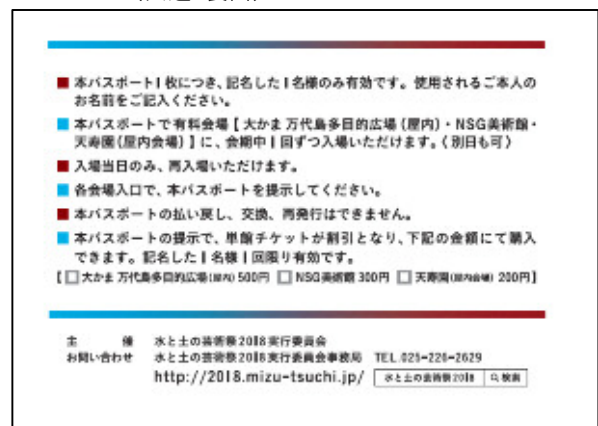 ■ 本パスポート1枚につき、記名した1名様のみ有効です。使用されるご本人の
お名前をご記入ください。
■ 本パスポートで有料会場【大かま 万代島多目的広場（屋内）・NSG美術館・
天寿園（屋内会場）】に、会期中1回ずつ入場いただけます。（別日も可）
■ 入場当日のみ、再入場いただけます。
■ 各会場入口で、本パスポートを提示してください。
■ 本パスポートの払い戻し、交換、再発行はできません。
■ 本パスポートの提示で、単館チケットが割引となり、下記の金額にて購入
できます。記名した1名様1回限り有効です。
【□大かま 万代島多目的広場(屋内) 500円 □NSG美術館 300円 □天寿園(屋内会場) 200円】
主　催　水と土の芸術祭2018実行委員会
お問い合わせ　水と土の芸術祭2018実行委員会事務局 TEL.025-226-2629
http://2018.mizu-tsuchi.jp/ 水と土の芸術祭2018 検索